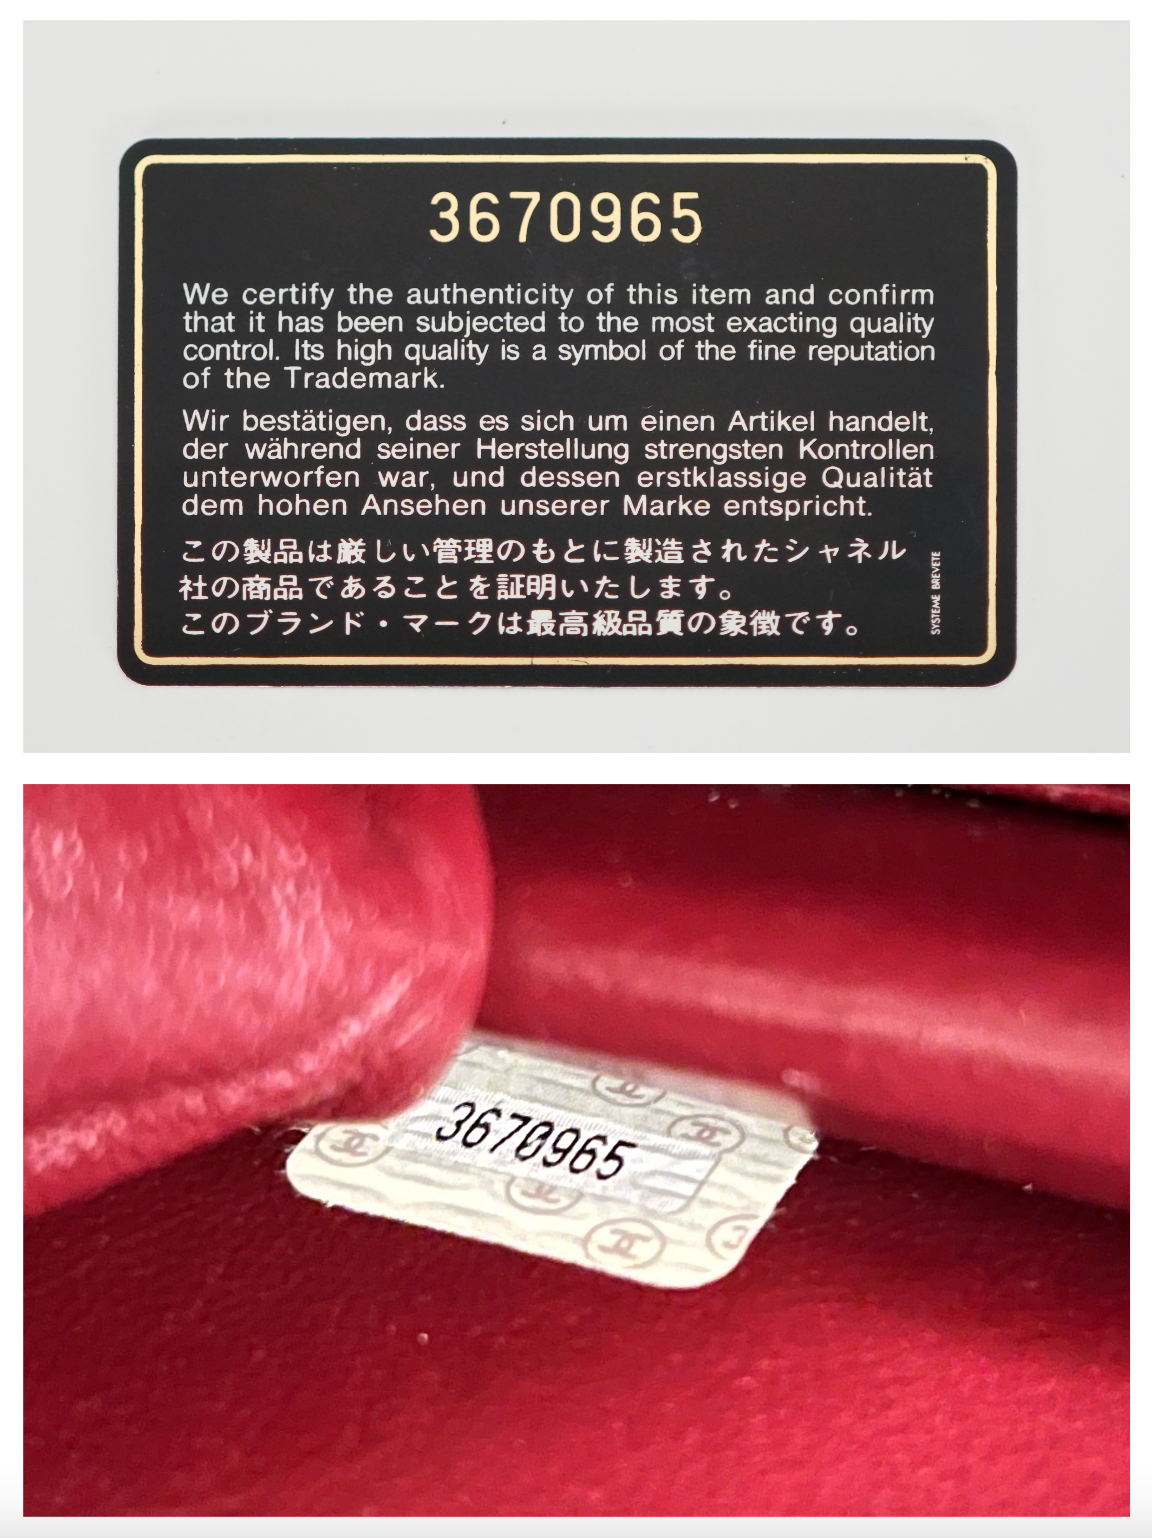 3670965
We certify the authenticity of this item and confirm
that it has been subjected to the most exacting quality
control. Its high quality is a symbol of the fine reputation
of the Trademark.
Wir bestätigen, dass es sich um einen Artikel handelt,
der während seiner Herstellung strengsten Kontrollen
unterworfen war, und dessen erstklassige Qualität
dem hohen Ansehen unserer Marke entspricht.
この製品は厳しい管理のもとに製造されたシャネル
社の商品であることを証明いたします。
このブランド・マークは最高級品質の象徴です。
SYSTEME BREVETE
3670965